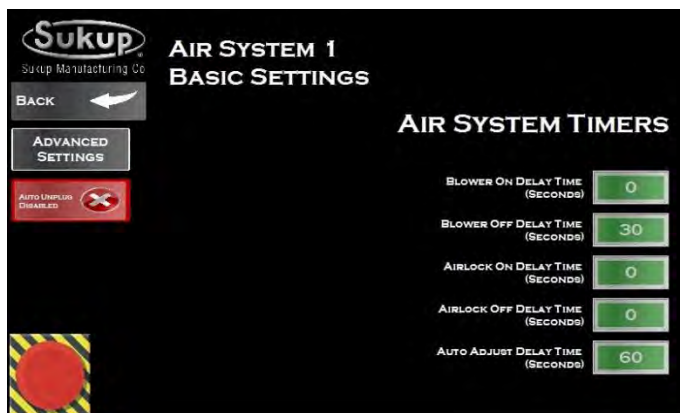 Sukup
Sukup Manufacturing Co
AIR SYSTEM 1
BASIC SETTINGS
BACK
ADVANCED
SETTINGS
AUTO UNPLUG
DISABLED
AIR SYSTEM TIMERS
BLOWER ON DELAY TIME
(SECONDS)
0
BLOWER OFF DELAY TIME
(SECONDS)
30
AIRLOCK ON DELAY TIME
(SECONDS)
0
AIRLOCK OFF DELAY TIME
(SECONDS)
0
AUTO ADJUST DELAY TIME
(SECONDS)
60